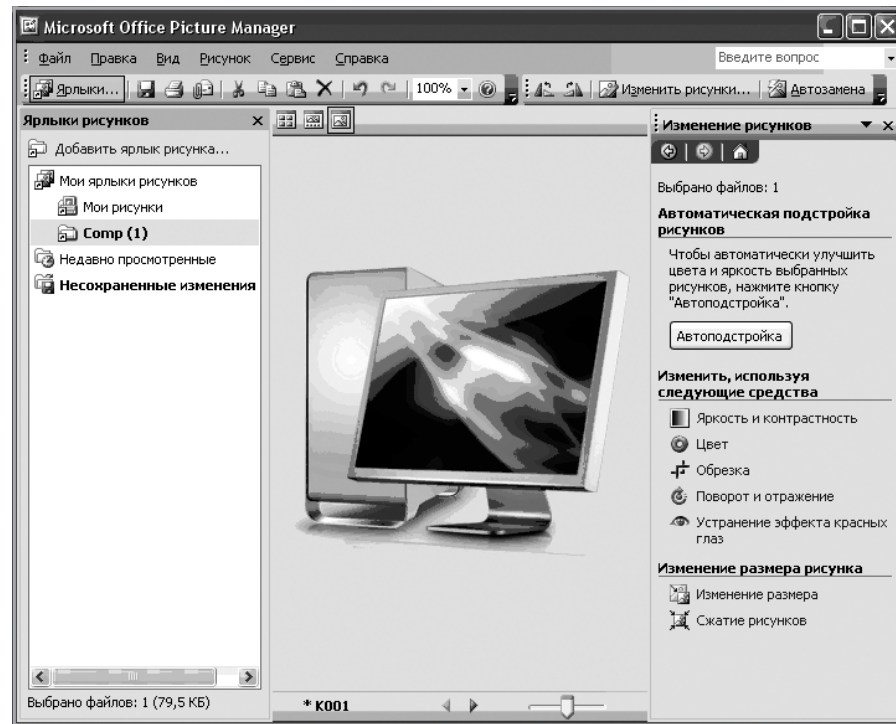 Microsoft Office Picture Manager
Файл Правка Вид Рисунок Сервис Справка
Введите вопрос
Ярлыки... 100% Изменить рисунки... Автозамена
Ярлыки рисунков
Добавить ярлык рисунка...
Мои ярлыки рисунков
Мои рисунки
Comp (1)
Недавно просмотренные
Несохраненные изменения
Выбрано файлов: 1 (79,5 КБ)
* K001
Изменение рисунков
Выбрано файлов: 1
Автоматическая подстройка
рисунков
Чтобы автоматически улучшить
цвета и яркость выбранных
рисунков, нажмите кнопку
"Автоподстройка".
Автоподстройка
Изменить, используя
следующие средства
Яркость и контрастность
Цвет
Обрезка
Поворот и отражение
Устранение эффекта красных
глаз
Изменение размера рисунка
Изменение размера
Сжатие рисунков